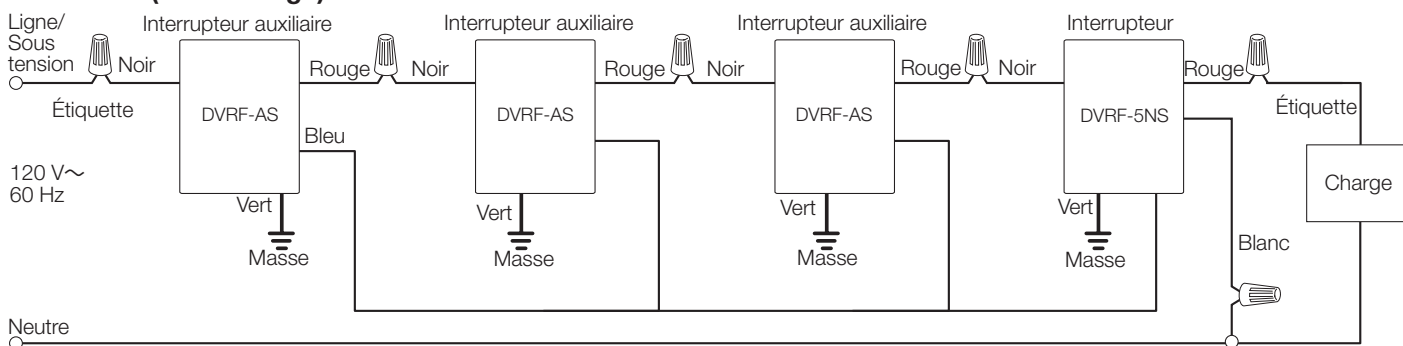 Ligne/
Sous
tension
Interrupteur auxiliaire
Interrupteur auxiliaire
Interrupteur auxiliaire
Interrupteur
Noir
Rouge
Noir
Rouge
Noir
Rouge
Noir
Rouge
Étiquette
DVRF-AS
DVRF-AS
DVRF-AS
DVRF-5NS
Étiquette
Bleu
120 V~
60 Hz
Charge
Vert
Vert
Vert
Vert
Masse
Masse
Masse
Masse
Blanc
Neutre